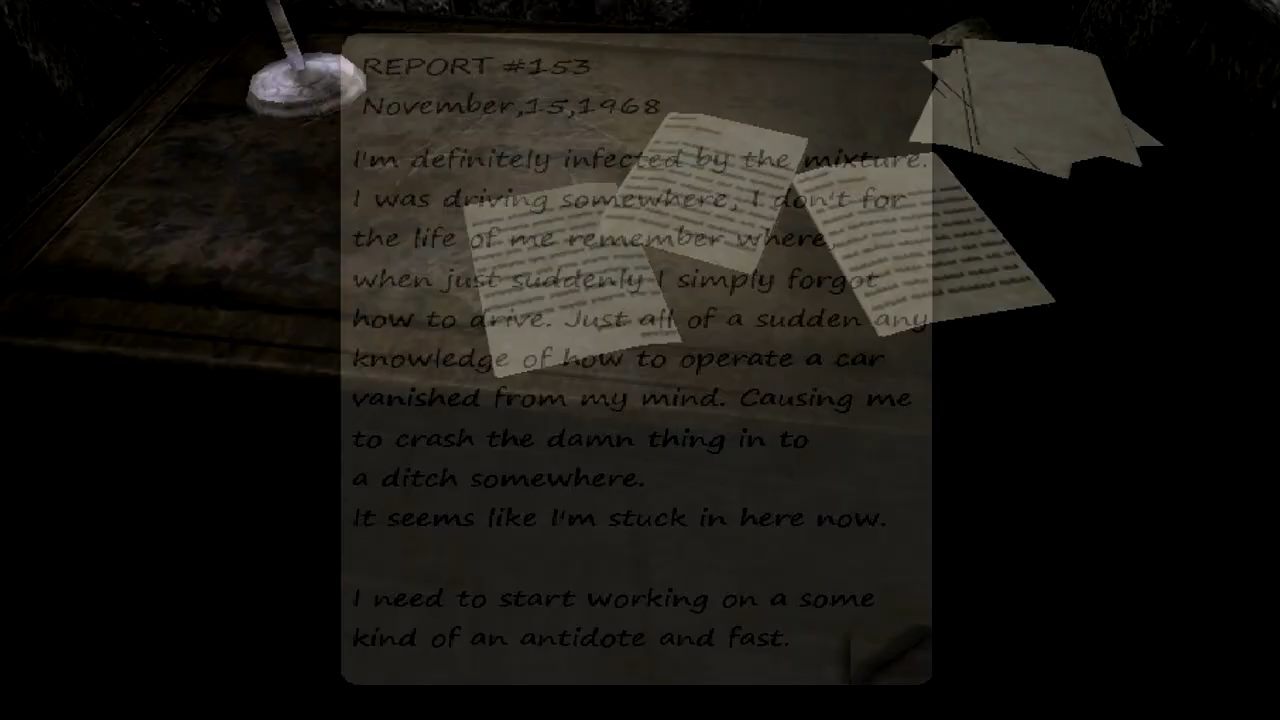 REPORT #153
November,15,1968
I'm definitely infected by the mixture.
I was driving somewhere, I don't for
the life of me remember where
when just suddenly I simply forgot
how to drive. Just all of a sudden any
knowledge of how to operate a car
vanished from my mind. Causing me
to crash the damn thing in to
a ditch somewhere.
It seems like I'm stuck in here now.
I need to start working on a some
kind of an antidote and fast.